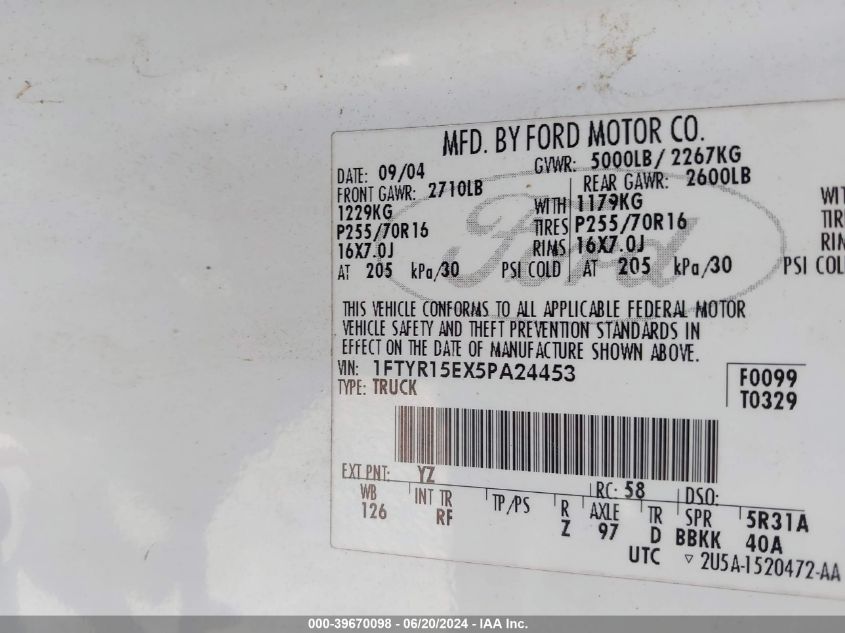 MFD. BY FORD MOTOR CO.
DATE: 09/04 GVWR: 5000LB/ 2267KG
FRONT GAWR: 2710LB REAR GAWR: 2600LB
1229KG WITH 1179KG WIT
P255/70R16 TIRES P255/70R16 TIR
16X7.0J RIMS 16X7.0J RIN
AT 205 kPa/30 PSI COLD AT 205 kPa/30 PSI COL
Ford
THIS VEHICLE CONFORMS TO ALL APPLICABLE FEDERAL MOTOR
VEHICLE SAFETY AND THEFT PREVENTION STANDARDS IN
EFFECT ON THE DATE OF MANUFACTURE SHOWN ABOVE.
VIN: 1FTYR15EX5PA24453 F0099
TYPE: TRUCK T0329
EXT PNT: YZ RC: 58 DSO:
WB INT TR TP/PS R AXLE TR SPR 5R31A
126 RF Z 97 D BBKK 40A
UTC ▽ 2U5A-1520472-AA
000-39670098 - 06/20/2024 - IAA Inc.